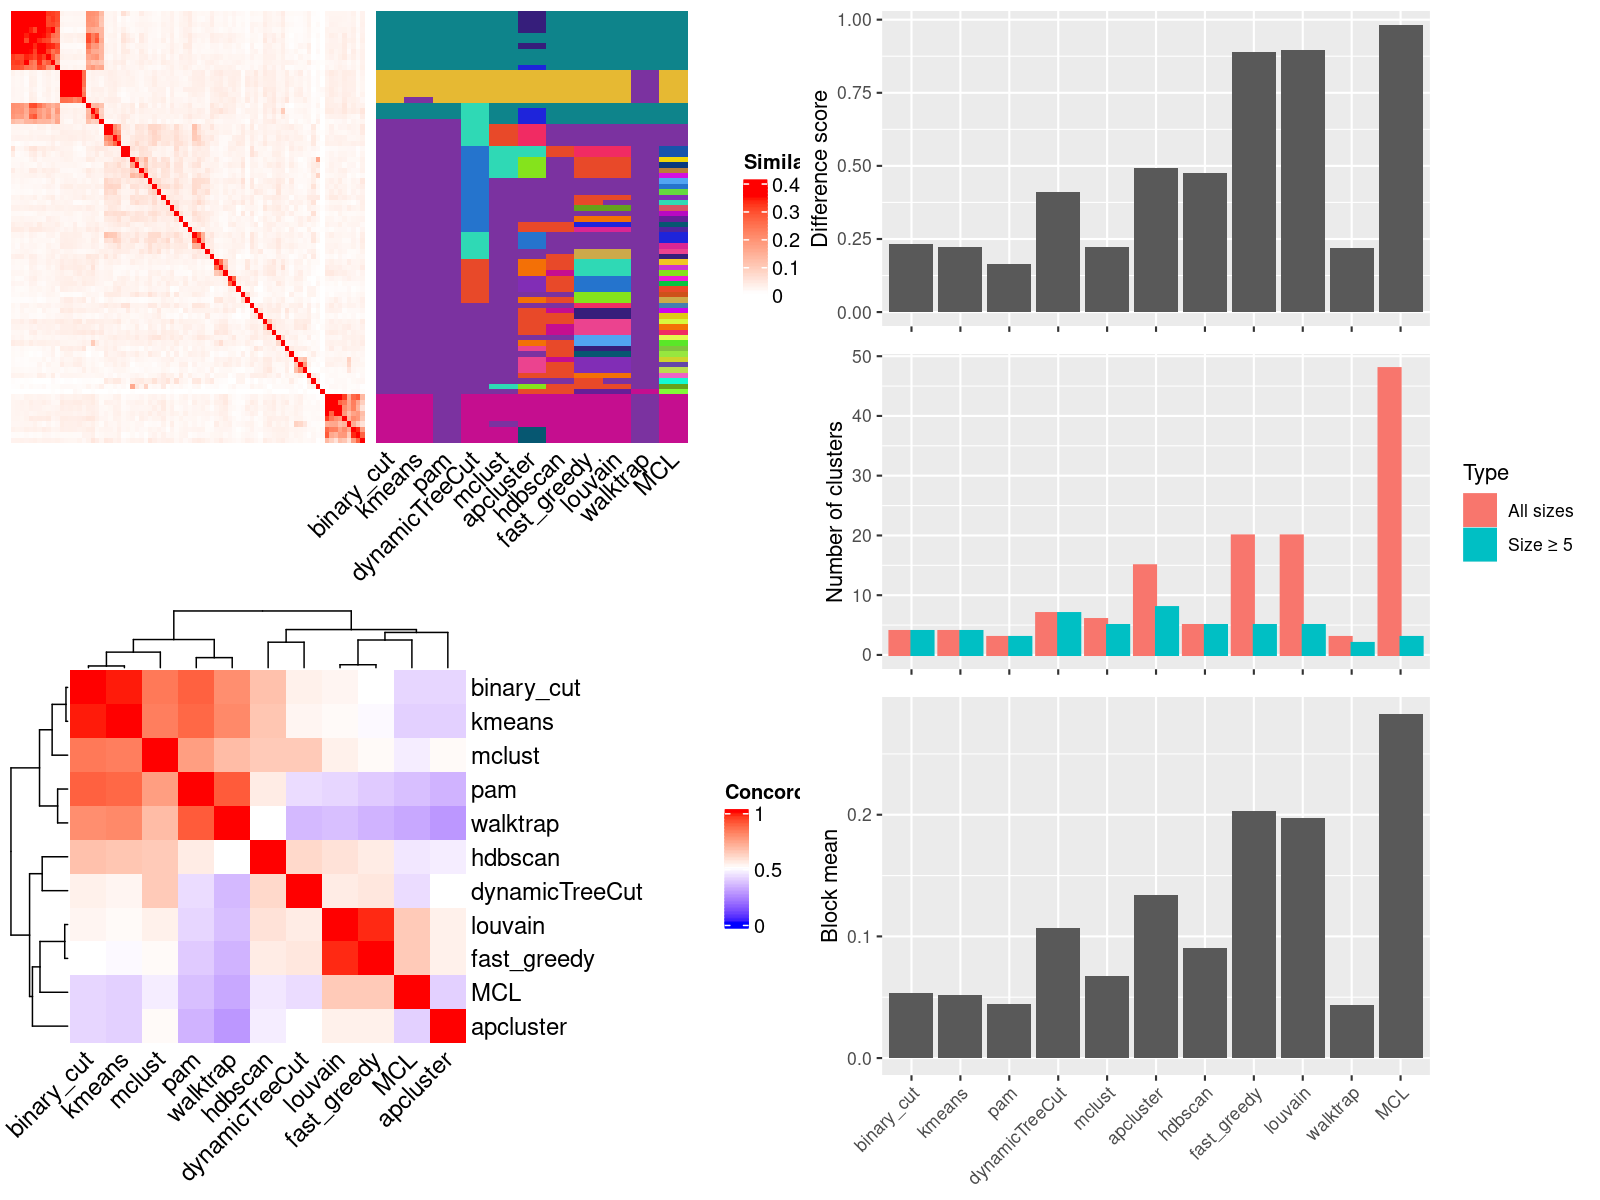 Simila
0.4
0.3
0.2
0.1
0
binary_cut
kmeans
pam
dynamicTreeCut
mclust
apcluster
hdbscan
fast_greedy
louvain
walktrap
MCL
binary_cut
kmeans
mclust
pam
walktrap
hdbscan
dynamicTreeCut
louvain
fast_greedy
MCL
apcluster
Concord
1
0.5
0
binary_cut
kmeans
mclust
pam
walktrap
hdbscan
dynamicTreeCut
louvain
fast_greedy
MCL
apcluster
Difference score
1.00
0.75
0.50
0.25
0.00
Number of clusters
50
40
30
20
10
0
Type
All sizes
Size ≥ 5
Block mean
0.2
0.1
0.0
binary_cut
kmeans
pam
dynamicTreeCut
mclust
apcluster
hdbscan
fast_greedy
louvain
walktrap
MCL